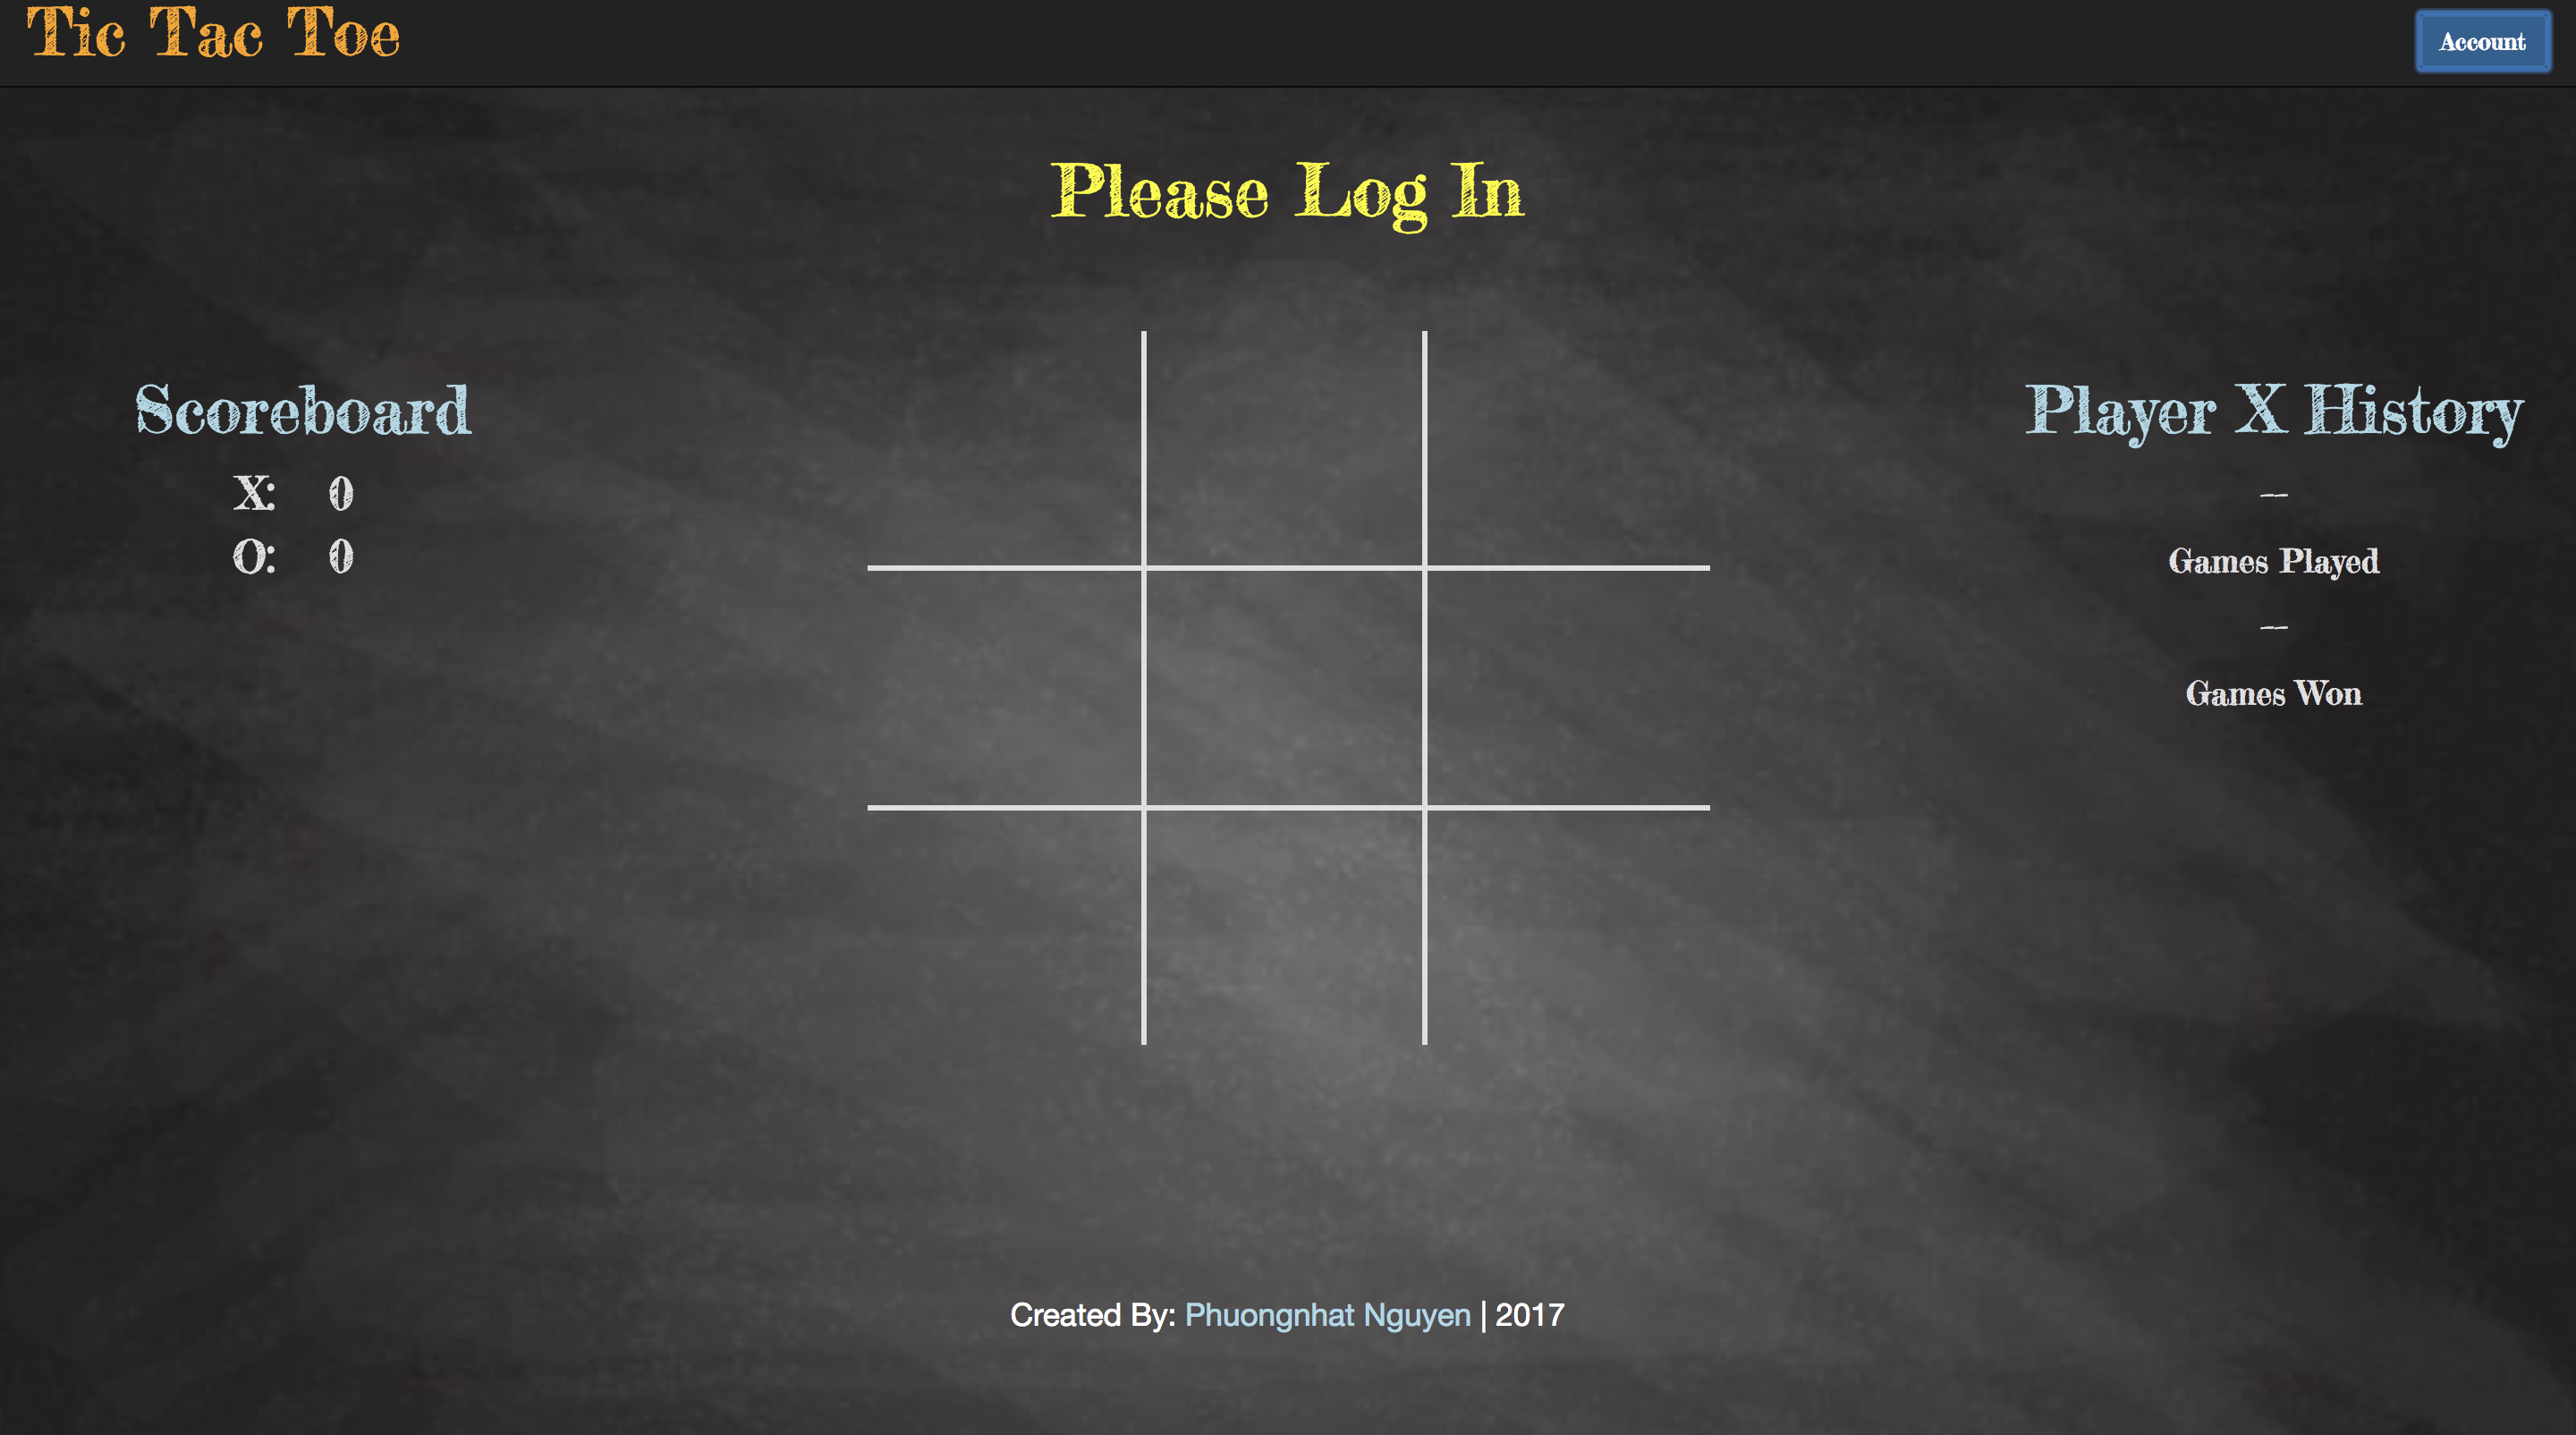 Tic Tac Toe
Account
Please Log In
Scoreboard
X: 0
O: 0
Player X History
--
Games Played
--
Games Won
Created By: Phuongnhat Nguyen | 2017